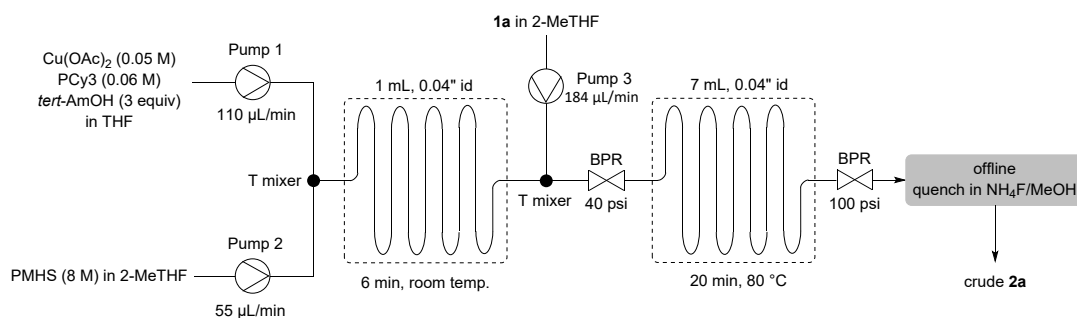 1a in 2-MeTHF
Cu(OAc)2 (0.05 M)
PCy3 (0.06 M)
tert-AmOH (3 equiv)
in THF
Pump 1
110 µL/min
1 mL, 0.04" id
Pump 3
184 µL/min
7 mL, 0.04" id
T mixer
T mixer
BPR
40 psi
BPR
100 psi
offline
quench in NH4F/MeOH
Pump 2
PMHS (8 M) in 2-MeTHF
55 µL/min
6 min, room temp.
20 min, 80 °C
crude 2a